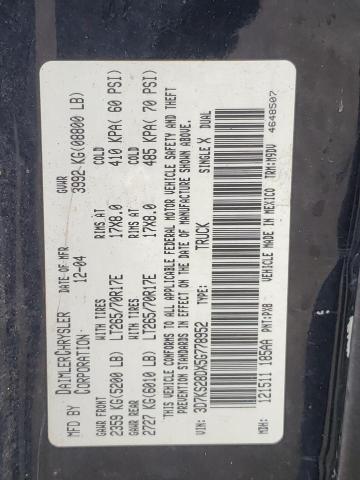 MFD BY DAIMLERCHRYSLER CORPORATION
DATE OF MFR 12-04
GVWR 3992 KG(08800 LB)
GAWR FRONT WITH TIRES RIMS AT COLD
2359 KG(5200 LB) LT265/70R17E 17X8.0 410 KPA( 60 PSI)
GAWR REAR WITH TIRES RIMS AT COLD
2727 KG(6010 LB) LT265/70R17E 17X8.0 485 KPA( 70 PSI)
THIS VEHICLE CONFORMS TO ALL APPLICABLE FEDERAL MOTOR VEHICLE SAFETY AND THEFT
PREVENTION STANDARDS IN EFFECT ON THE DATE OF MANUFACTURE SHOWN ABOVE.
VIN: 3D7KS28DX5G778952 TYPE: TRUCK SINGLE X DUAL
MDH: 121511 185AA PNT:PXB VEHICLE MADE IN MEXICO TRM:M9DV
4648507